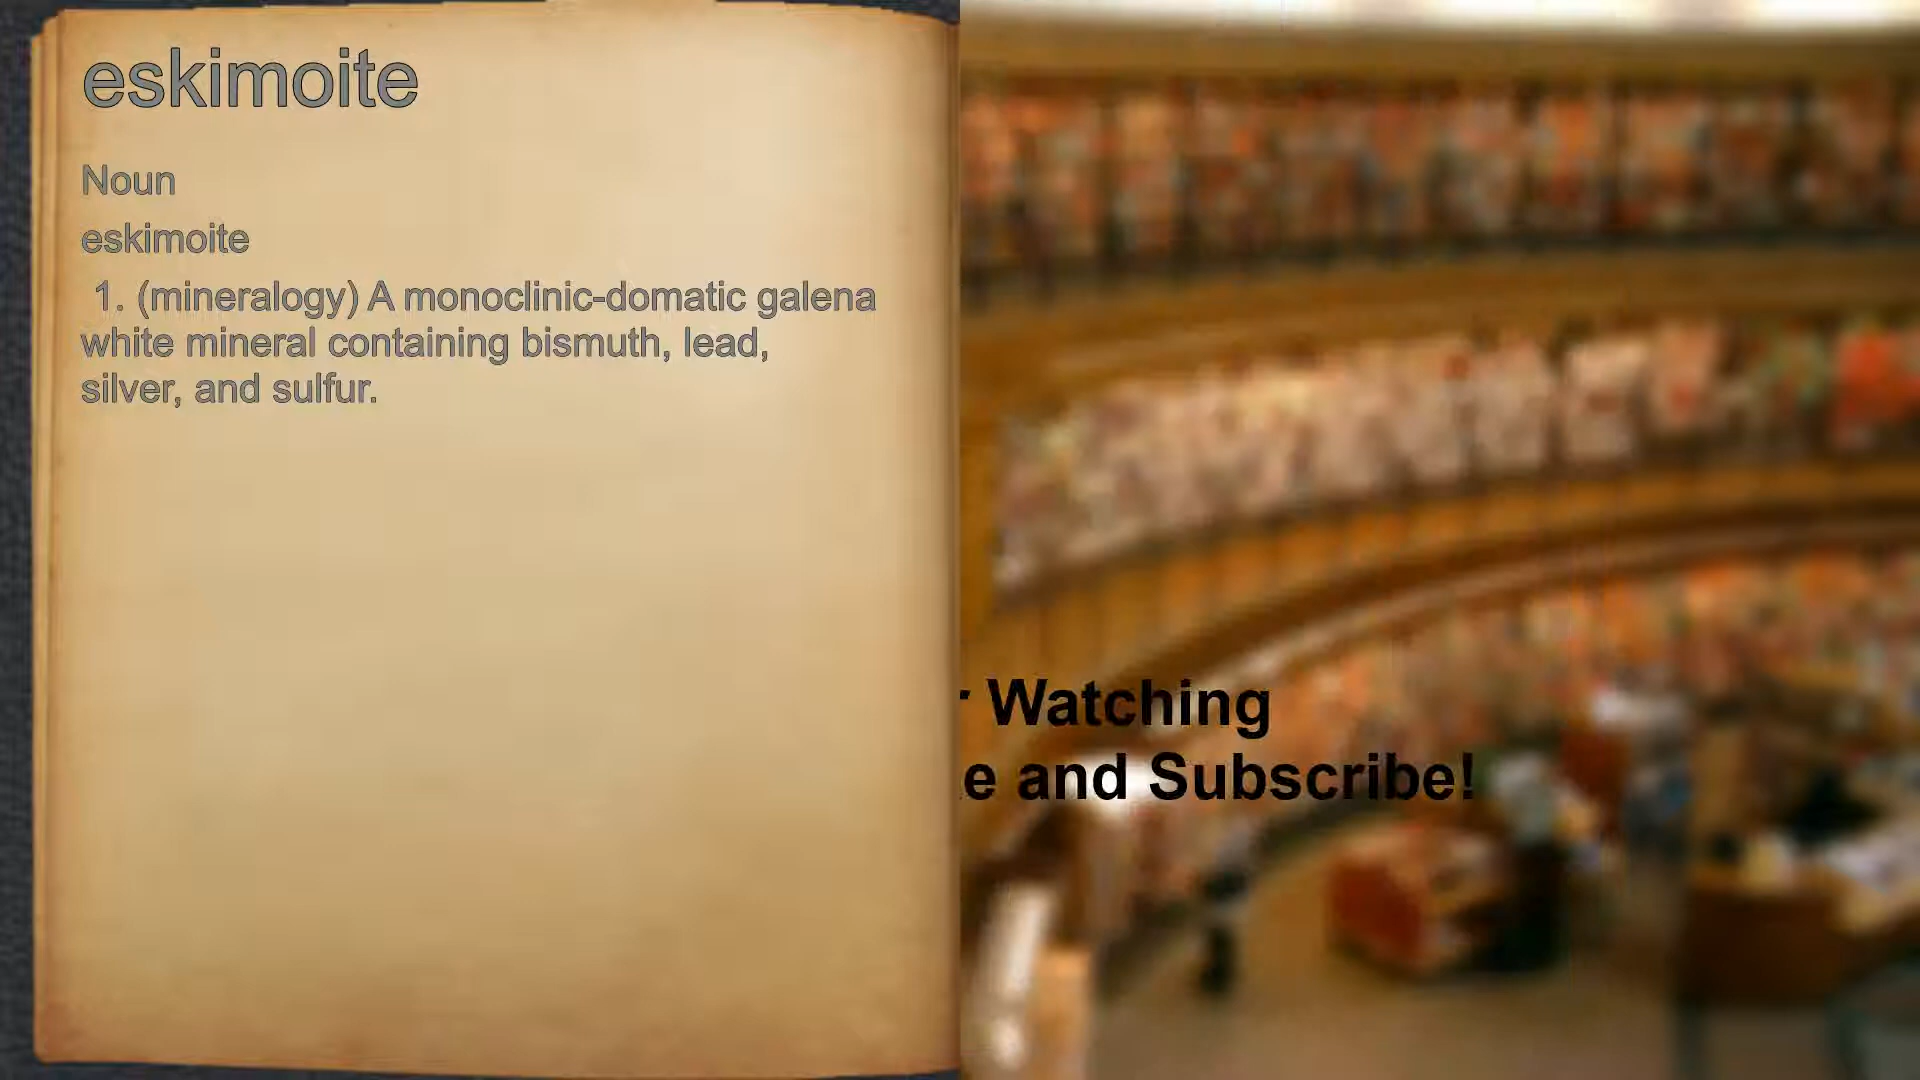 eskimoite
Noun
eskimoite
1. (mineralogy) A monoclinic-domatic galena
white mineral containing bismuth, lead,
silver, and sulfur.
r Watching
e and Subscribe!